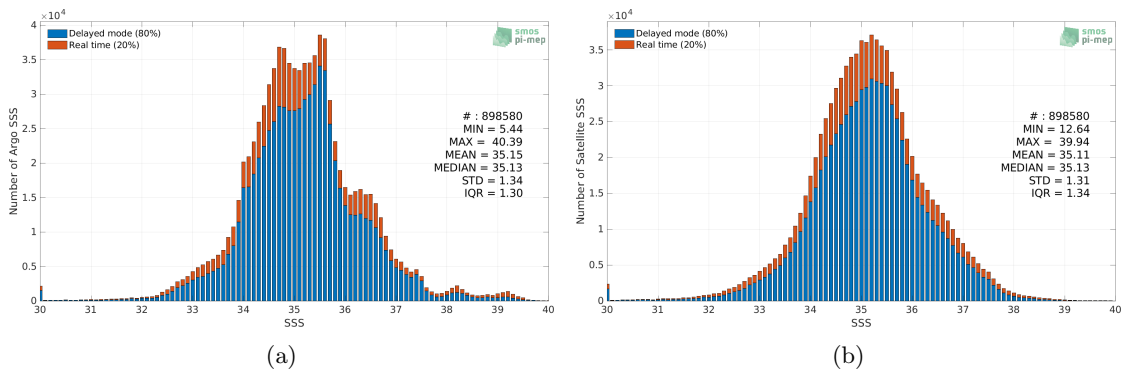 ×10⁴
Delayed mode (80%)
Real time (20%)
smos
pi-mep
Number of Argo SSS
4
3.5
3
2.5
2
1.5
1
0.5
0
# : 898580
MIN = 5.44
MAX = 40.39
MEAN = 35.15
MEDIAN = 35.13
STD = 1.34
IQR = 1.30
30 31 32 33 34 35 36 37 38 39 40
SSS
(a)
×10⁴
Delayed mode (80%)
Real time (20%)
smos
pi-mep
Number of Satellite SSS
3.5
3
2.5
2
1.5
1
0.5
0
# : 898580
MIN = 12.64
MAX = 39.94
MEAN = 35.11
MEDIAN = 35.13
STD = 1.31
IQR = 1.34
30 31 32 33 34 35 36 37 38 39 40
SSS
(b)